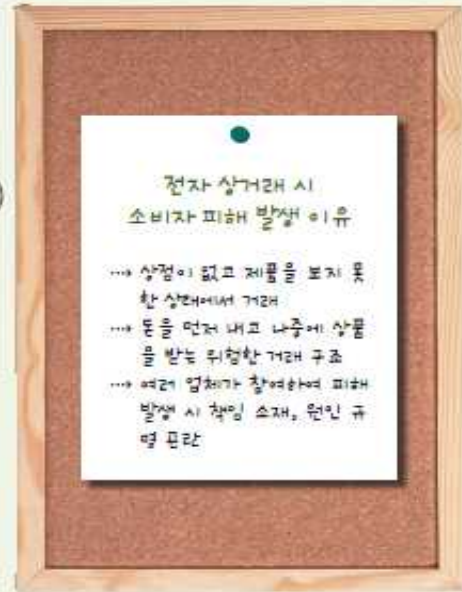 전자 상거래 시
소비자 피해 발생 이유
···→ 상점이 없고 제품을 보지 못
한 상태에서 거래
···→ 돈을 먼저 내고 나중에 상품
을 받는 위험한 거래 구조
···→ 여러 업체가 참여하여 피해
발생 시 책임 소재, 원인 규
명 곤란